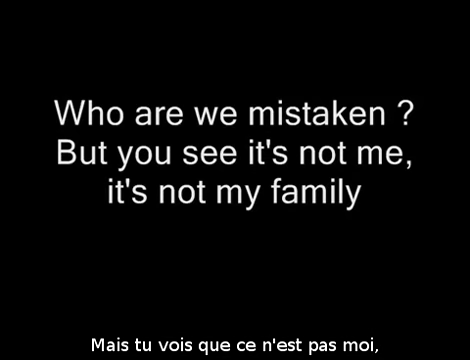 Who are we mistaken ?
But you see it's not me,
it's not my family
Mais tu vois que ce n'est pas moi,